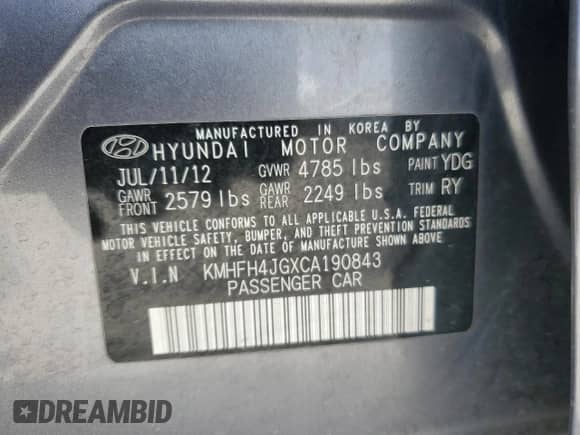 MANUFACTURED IN KOREA BY
HYUNDAI MOTOR COMPANY
JUL/11/12 GVWR 4785 lbs PAINT YDG
GAWR FRONT 2579 lbs GAWR REAR 2249 lbs TRIM RY
THIS VEHICLE CONFORMS TO ALL APPLICABLE U.S.A. FEDERAL
MOTOR VEHICLE SAFETY, BUMPER, AND THEFT PREVENTION STANDARDS
IN EFFECT ON THE DATE OF MANUFACTURE SHOWN ABOVE.
V.I.N KMHFH4JGXCA190843
PASSENGER CAR
DREAMBID